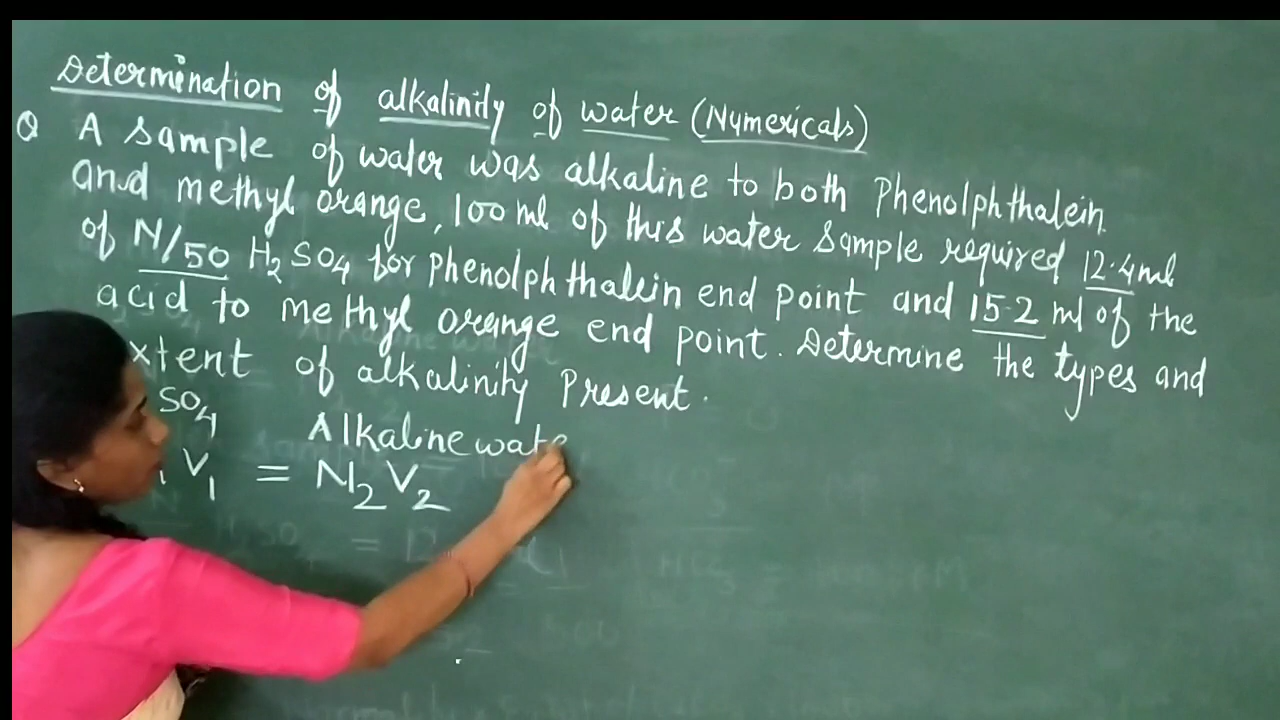 Determination of alkalinity of water (Numericals)
Q A sample of water was alkaline to both Phenolphthalein
and methyl orange, 100 ml of this water sample required 12.4 ml
of N/50 H2SO4 for phenolphthalein end point and 15.2 ml of the
acid to methyl orange end point. Determine the types and
xtent of alkalinity Present.
SO4 Alkaline wate
V1 = N2 V2